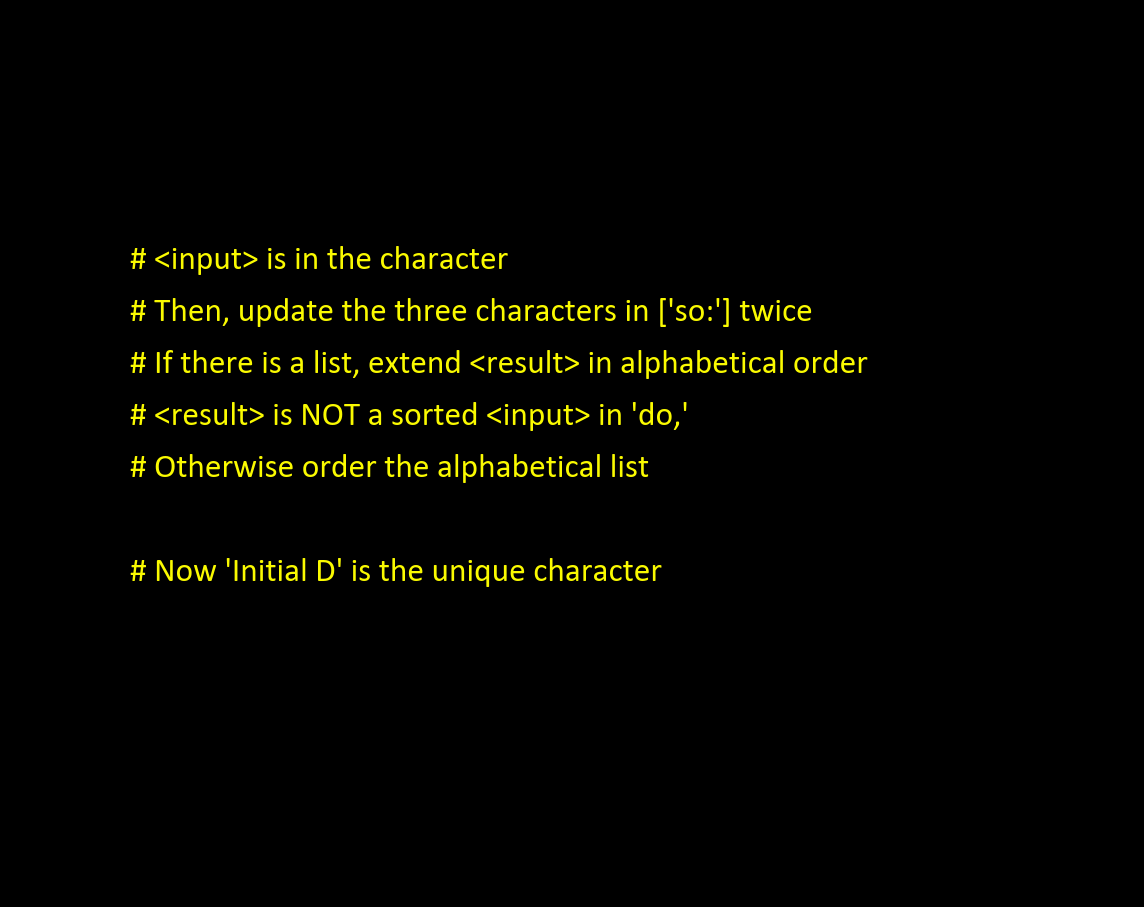 # <input> is in the character
# Then, update the three characters in ['so:'] twice
# If there is a list, extend <result> in alphabetical order
# <result> is NOT a sorted <input> in 'do,'
# Otherwise order the alphabetical list
# Now 'Initial D' is the unique character